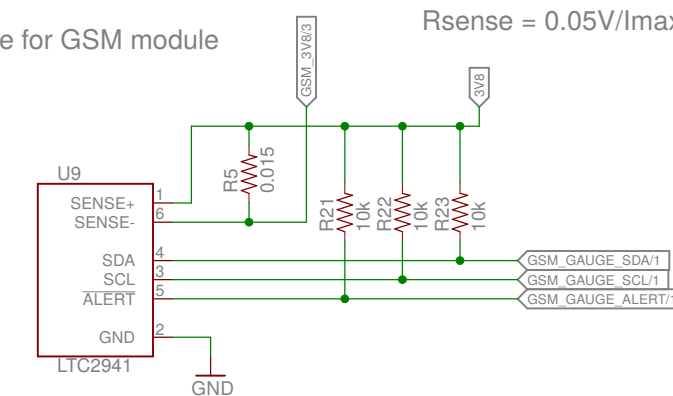 e for GSM module
Rsense = 0.05V/Imax
GSM_3V8/3
3V8
U9
R5
0.015
R21
10k
R22
10k
R23
10k
SENSE+
1
SENSE-
6
SDA
4
SCL
3
ALERT
5
GND
2
LTC2941
GND
GSM_GAUGE_SDA/1
GSM_GAUGE_SCL/1
GSM_GAUGE_ALERT/1